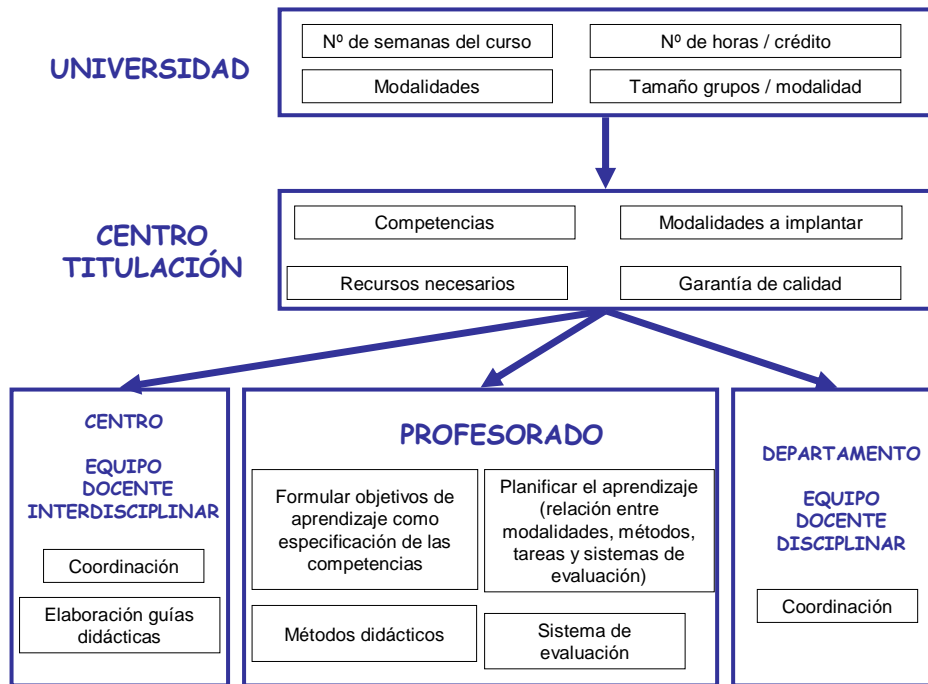 UNIVERSIDAD
Nº de semanas del curso
Nº de horas / crédito
Modalidades
Tamaño grupos / modalidad
CENTRO
TITULACIÓN
Competencias
Modalidades a implantar
Recursos necesarios
Garantía de calidad
CENTRO
EQUIPO
DOCENTE
INTERDISCIPLINAR
Coordinación
Elaboración guías
didácticas
PROFESORADO
Formular objetivos de
aprendizaje como
especificación de las
competencias
Planificar el aprendizaje
(relación entre
modalidades, métodos,
tareas y sistemas de
evaluación)
Métodos didácticos
Sistema de
evaluación
DEPARTAMENTO
EQUIPO
DOCENTE
DISCIPLINAR
Coordinación